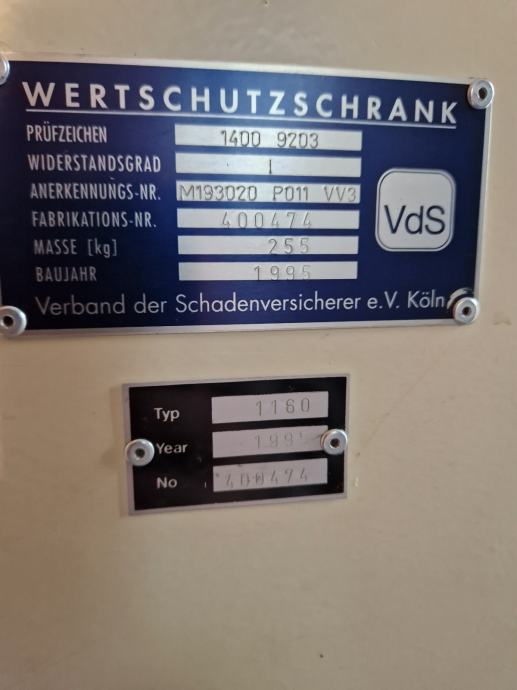 WERTSCHUTZSCHRANK
PRÜFZEICHEN 1400 9203
WIDERSTANDSGRAD I
ANERKENNUNGS-NR. M193020 P011 VV3
FABRIKATIONS-NR. 400474
MASSE [kg] 255
BAUJAHR 1995
VdS
Verband der Schadenversicherer e.V. Köln
Typ 1160
Year
No 400474